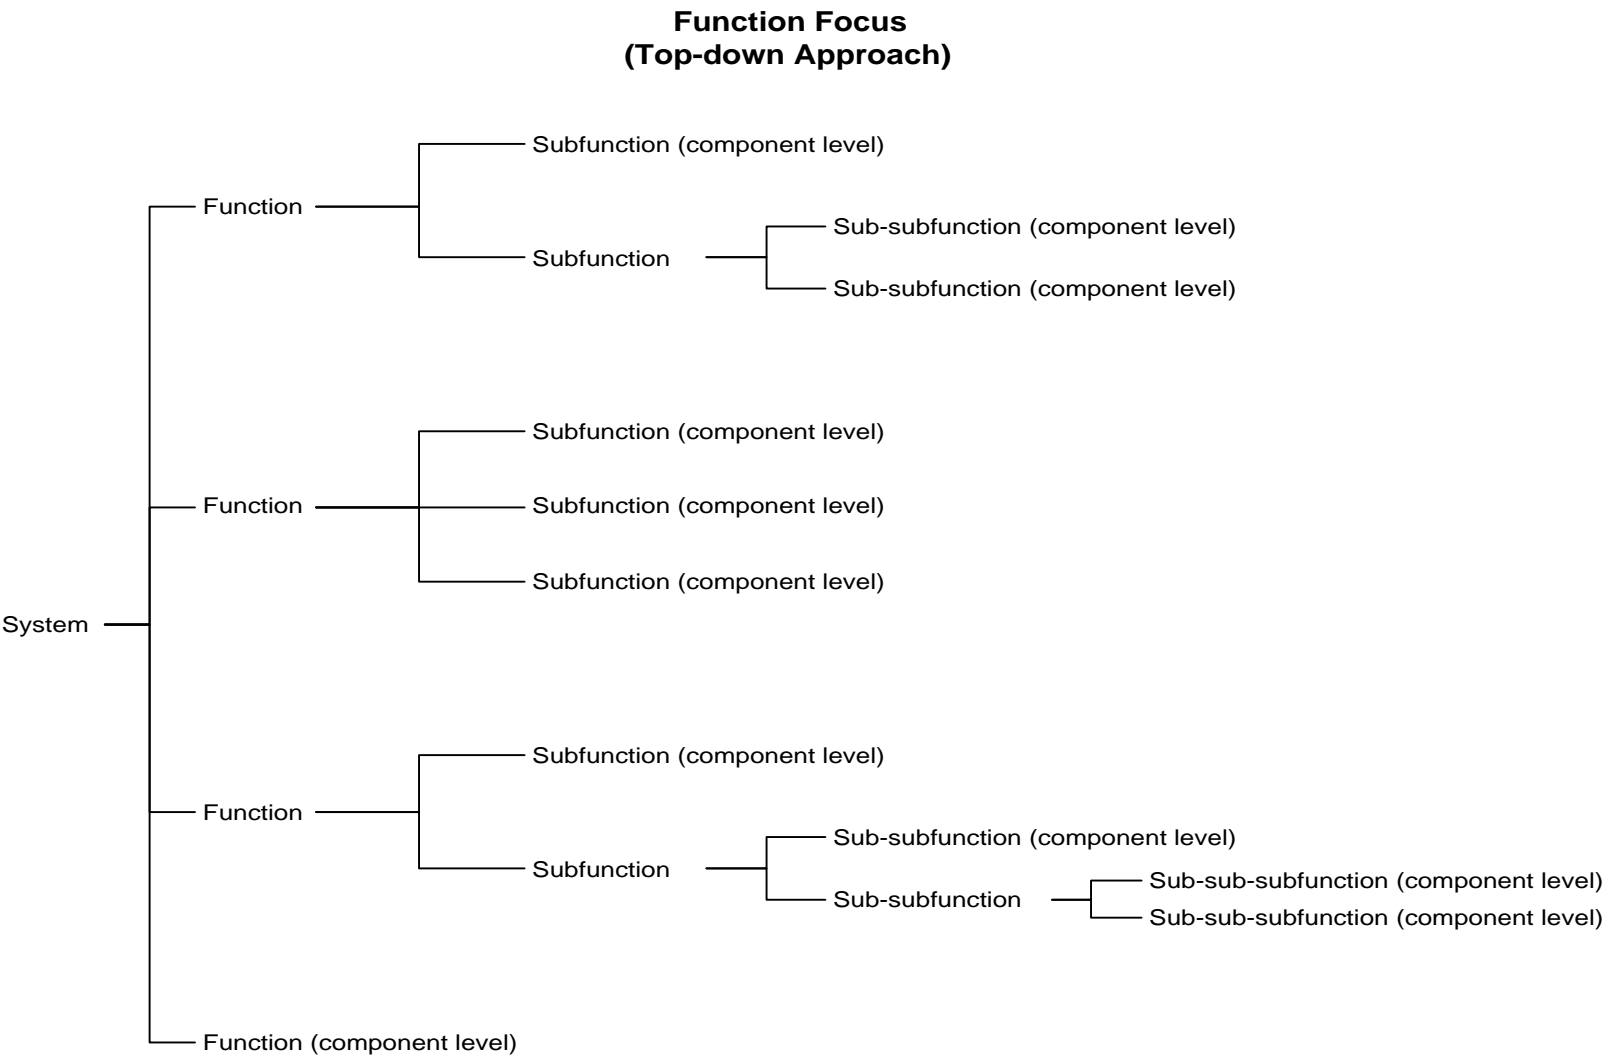 Function Focus
(Top-down Approach)
Subfunction (component level)
Function
Sub-subfunction (component level)
Subfunction
Sub-subfunction (component level)
Subfunction (component level)
Function
Subfunction (component level)
Subfunction (component level)
System
Subfunction (component level)
Function
Sub-subfunction (component level)
Subfunction
Sub-sub-subfunction (component level)
Sub-subfunction
Sub-sub-subfunction (component level)
Function (component level)